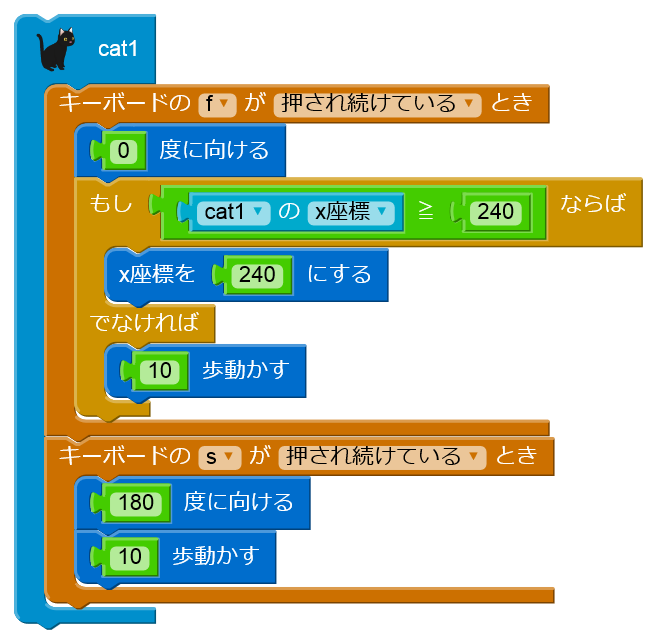 cat1
キーボードの f ▼ が 押され続けている ▼ とき
0 度に向ける
もし cat1 ▼ の x座標 ▼ ≧ 240 ならば
x座標を 240 にする
でなければ
10 歩動かす
キーボードの s ▼ が 押され続けている ▼ とき
180 度に向ける
10 歩動かす